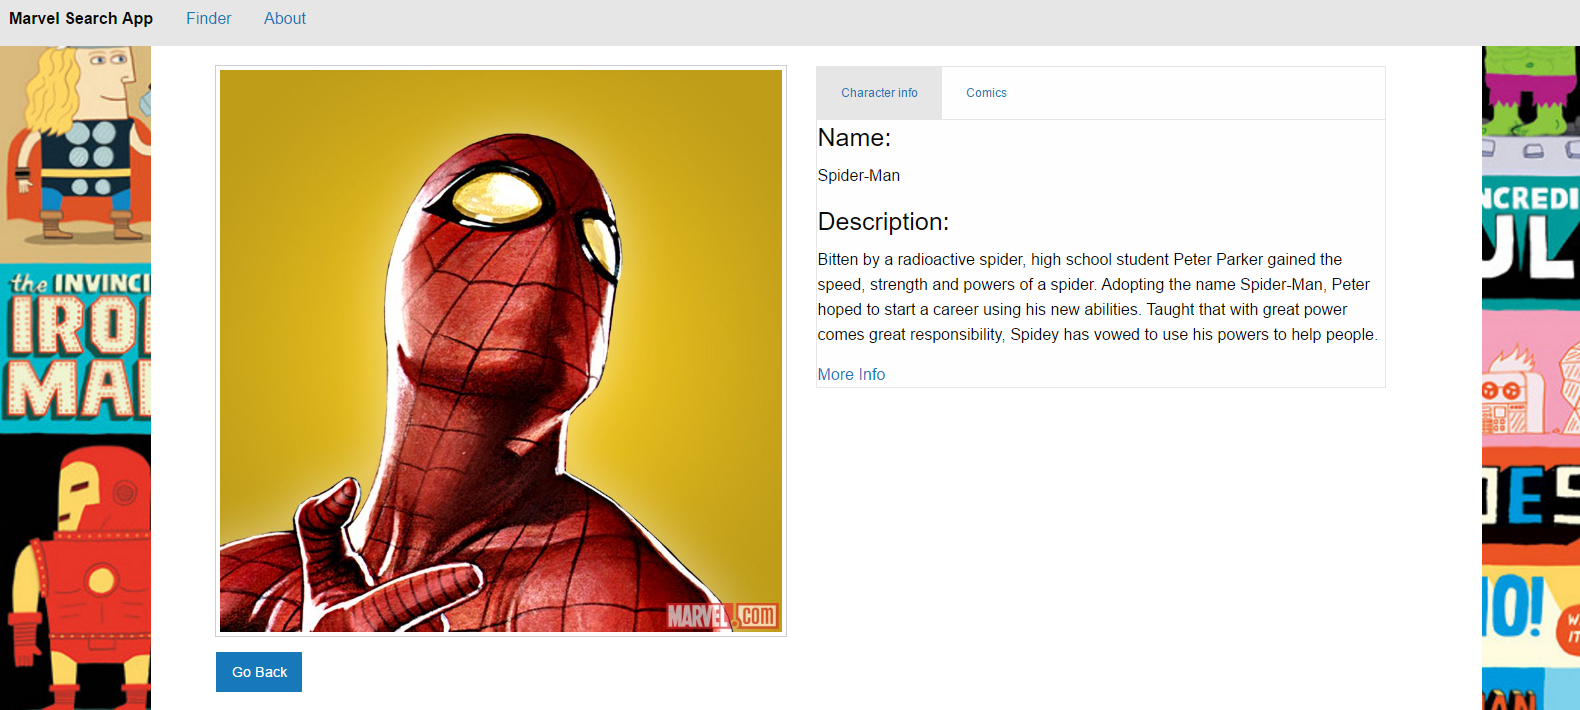 Marvel Search App Finder About
the INVINCI
IRO
MA
MARVEL.com
Go Back
Character info Comics
Name:
Spider-Man
Description:
Bitten by a radioactive spider, high school student Peter Parker gained the
speed, strength and powers of a spider. Adopting the name Spider-Man, Peter
hoped to start a career using his new abilities. Taught that with great power
comes great responsibility, Spidey has vowed to use his powers to help people.
More Info
NCREDI
UL
OES
IO!
W
IT
AN